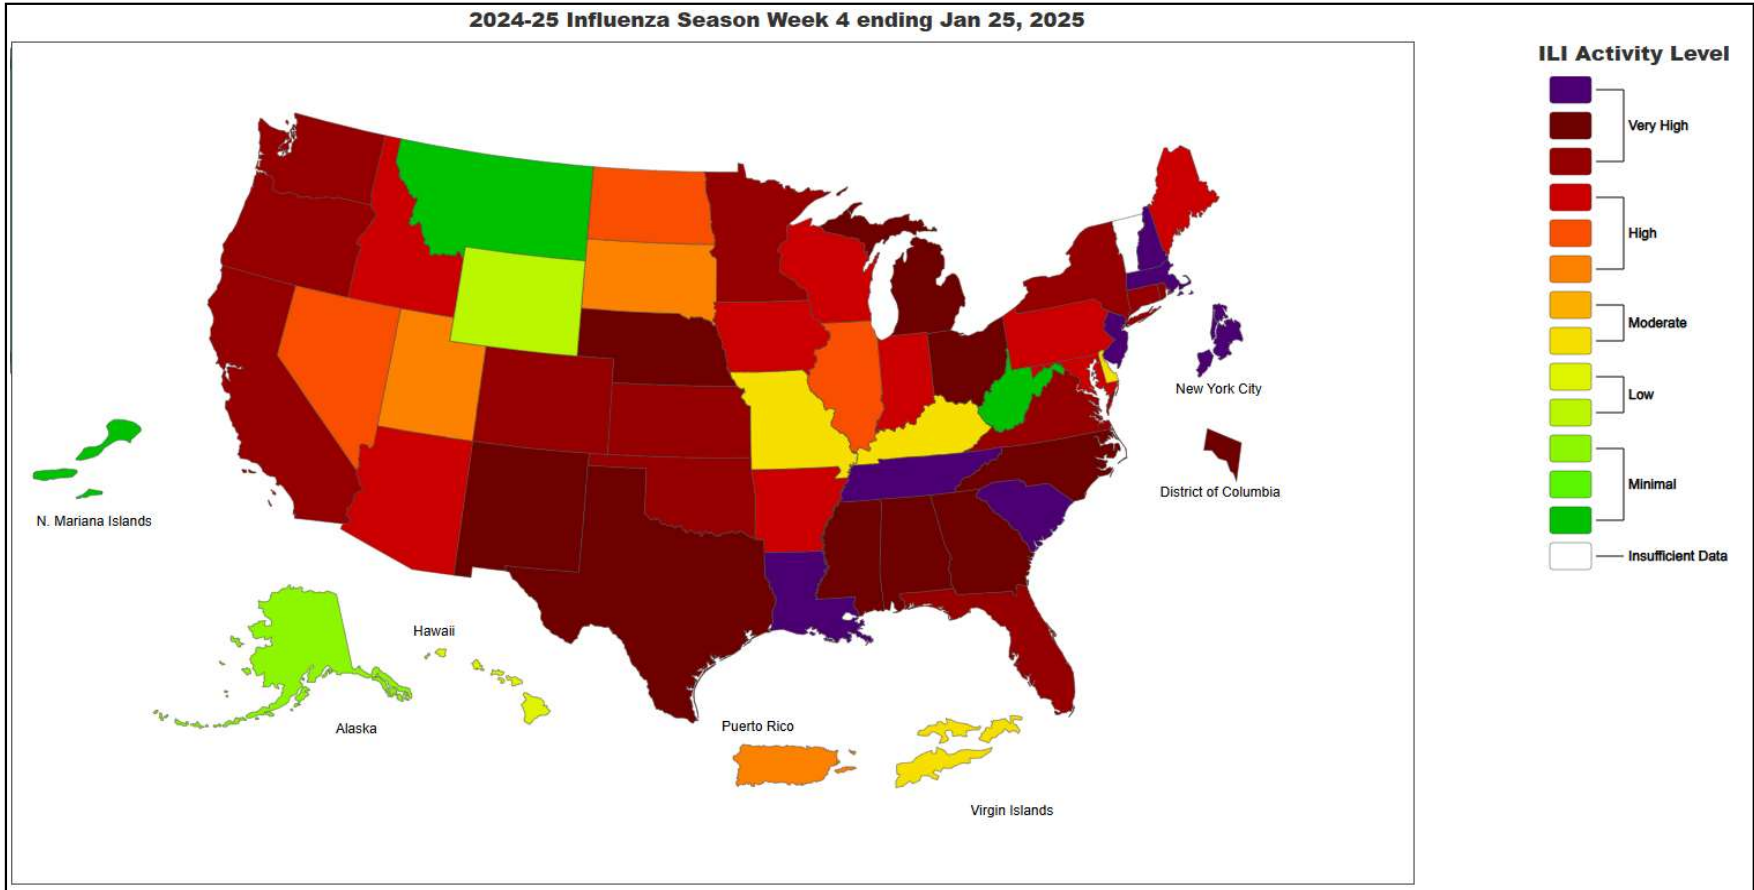 2024-25 Influenza Season Week 4 ending Jan 25, 2025
ILI Activity Level
Very High
High
Moderate
Low
Minimal
Insufficient Data
New York City
District of Columbia
N. Mariana Islands
Hawaii
Alaska
Puerto Rico
Virgin Islands